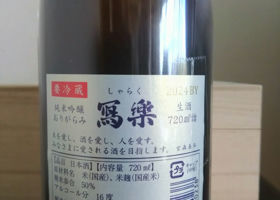 要冷蔵
しゃらく
寫樂
2024BY
純米吟醸
おりがらみ
生酒
720ml詰
米を愛し、酒を愛し、人を愛す。
みなさまに愛される酒を目指します。
【品目 日本酒】【内容量 720ml】
米(国産)、米麹(国産米)
50%
アルコール分 16度